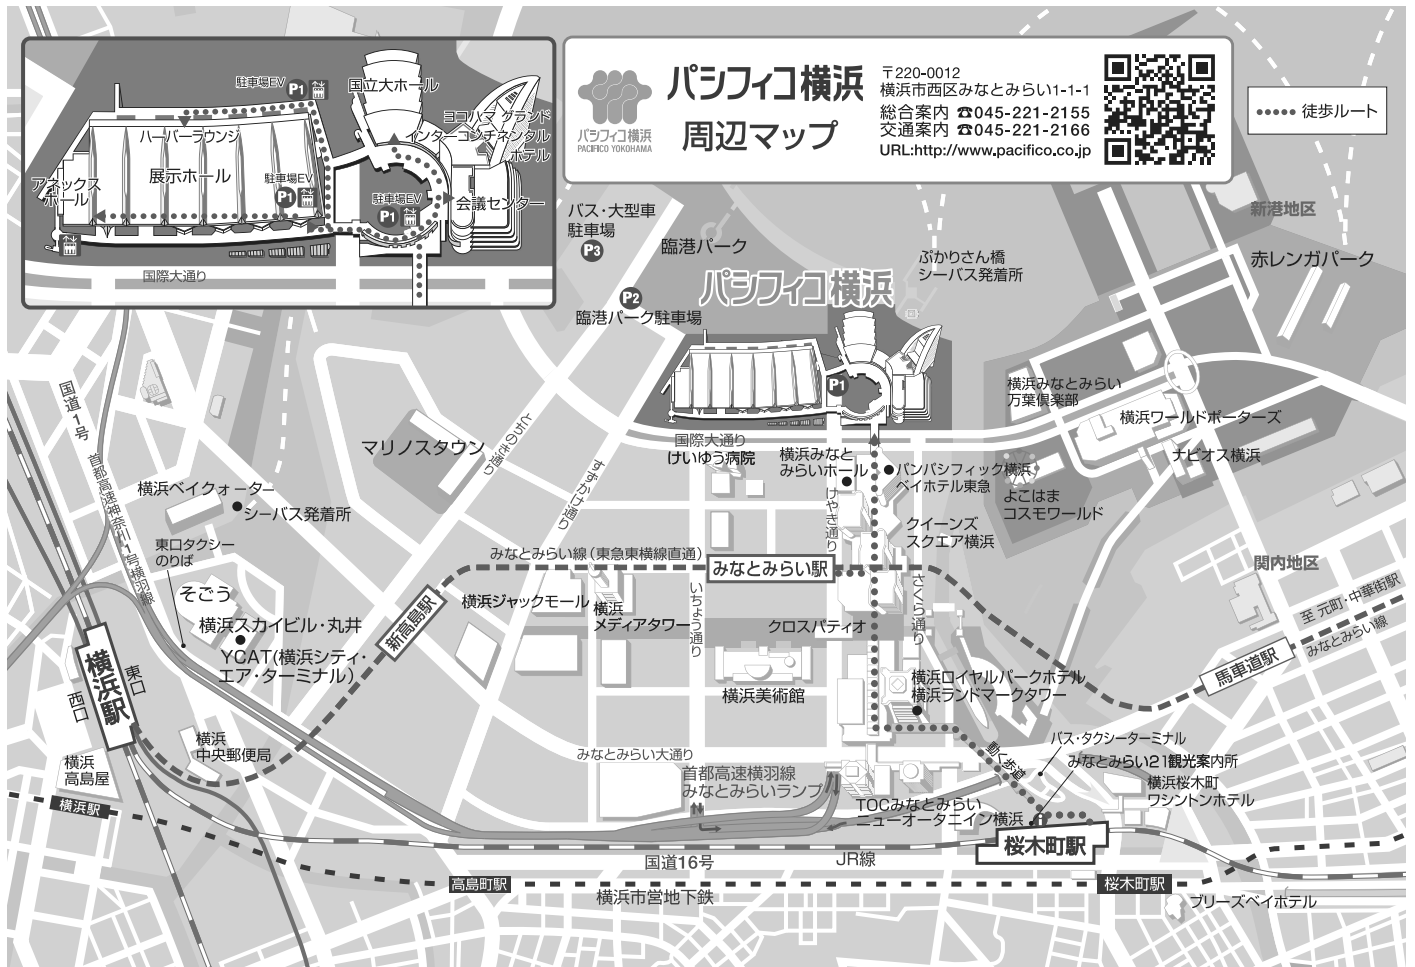 駐車場EV
P1
国立大ホール
ヨコハマ グランド
インターコンチネンタル
ホテル
ハーバーラウンジ
展示ホール
アネックス
ホール
駐車場EV
P1
駐車場EV
P1
会議センター
国際大通り
パシフィコ横浜
PACIFICO YOKOHAMA
パシフィコ横浜
周辺マップ
〒220-0012
横浜市西区みなとみらい1-1-1
総合案内 ☎045-221-2155
交通案内 ☎045-221-2166
URL:http://www.pacifico.co.jp
徒歩ルート
バス・大型車
駐車場
P3
臨港パーク
パシフィコ横浜
P2
臨港パーク駐車場
ぷかりさん橋
シーバス発着所
新港地区
赤レンガパーク
P1
国道1号
首都高速神奈川1号横羽線
マリノスタウン
とちのき通り
すずかけ通り
国際大通り
けいゆう病院
横浜みなと
みらいホール
パンパシフィック横浜
ベイホテル東急
横浜みなとみらい
万葉倶楽部
横浜ワールドポーターズ
ナビオス横浜
よこはま
コスモワールド
横浜ベイクォーター
シーバス発着所
東口タクシー
のりば
そごう
横浜スカイビル・丸井
YCAT(横浜シティ・
エア・ターミナル)
けやき通り
クイーンズ
スクエア横浜
みなとみらい線(東急東横線直通)
みなとみらい駅
さくら通り
いちょう通り
新高島駅
横浜ジャックモール
横浜
メディアタワー
クロスパティオ
横浜美術館
横浜ロイヤルパークホテル
横浜ランドマークタワー
関内地区
至 元町・中華街駅
みなとみらい線
馬車道駅
横浜駅
東口
西口
横浜
高島屋
横浜
中央郵便局
みなとみらい大通り
首都高速横羽線
みなとみらいランプ
動く歩道
バス・タクシーターミナル
みなとみらい21観光案内所
横浜桜木町
ワシントンホテル
TOCみなとみらい
ニューオータニイン横浜
桜木町駅
横浜駅
国道16号
JR線
高島町駅
横浜市営地下鉄
桜木町駅
ブリーズベイホテル